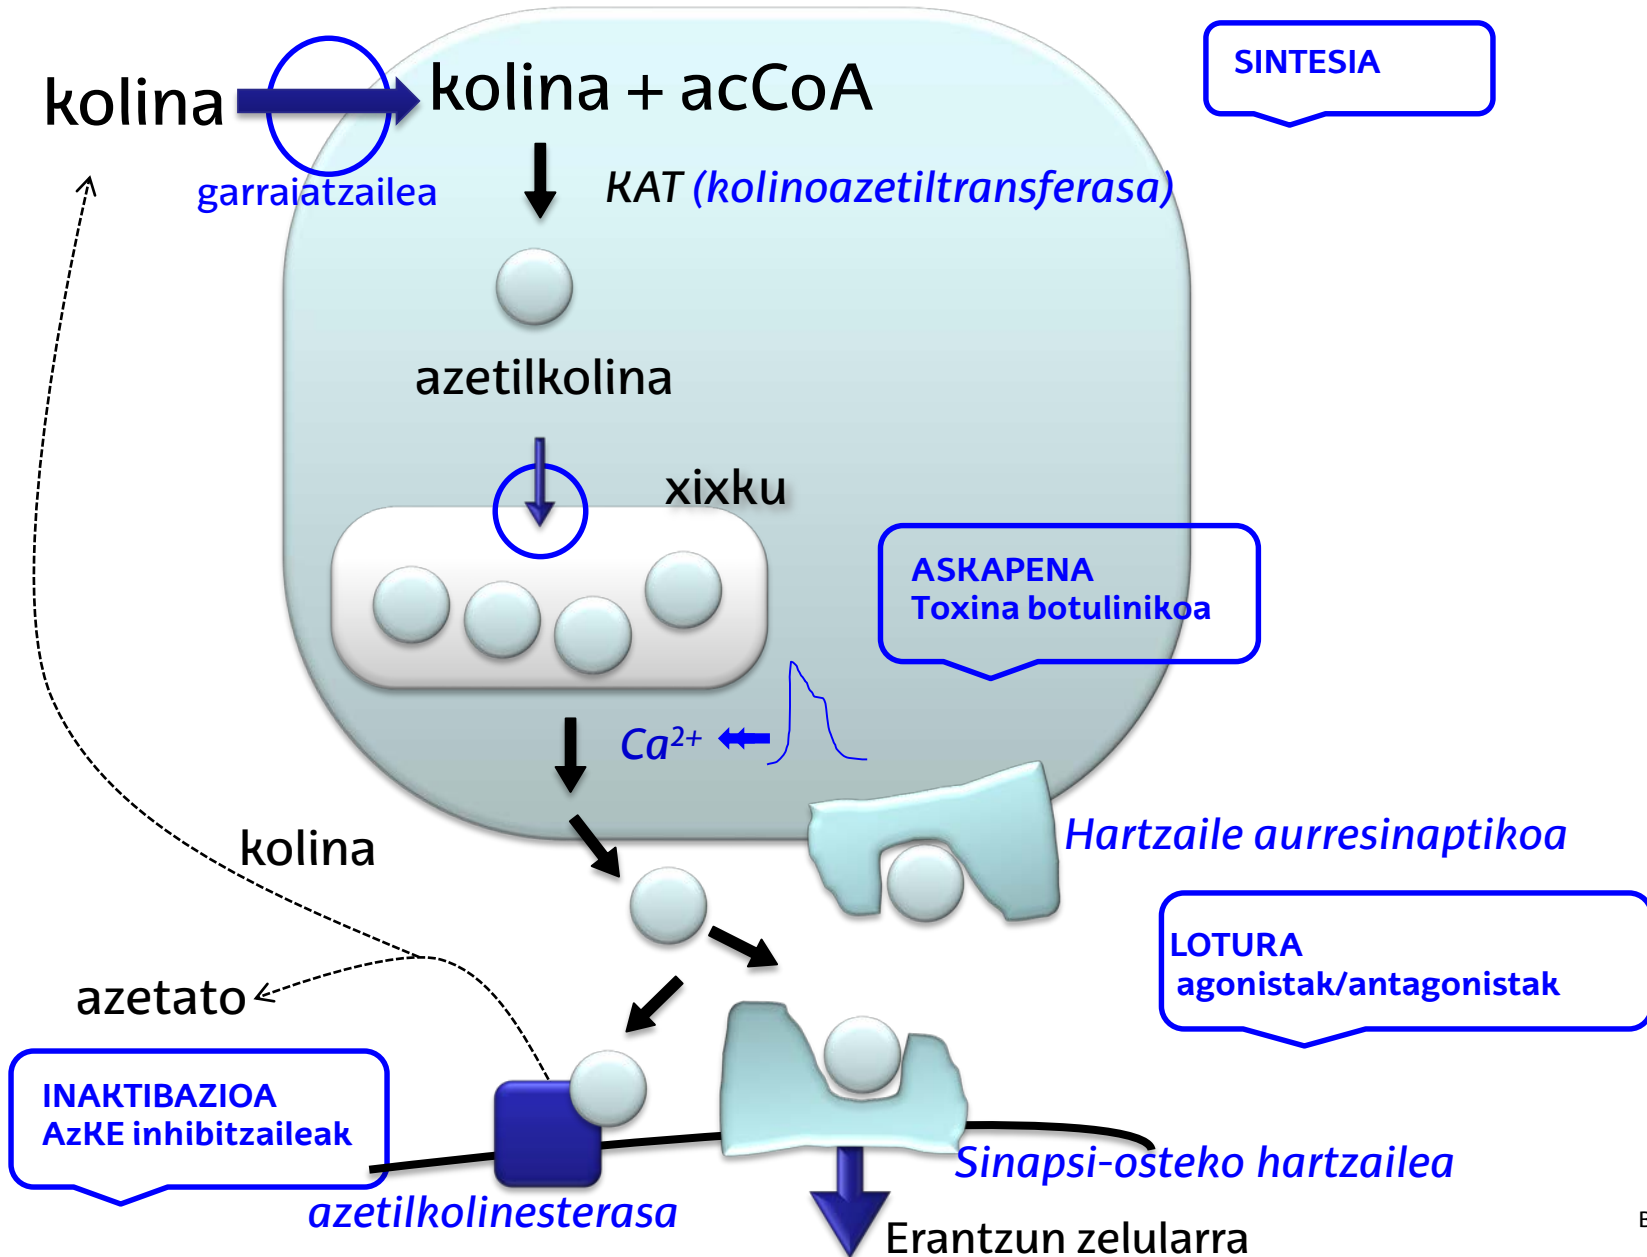 SINTESIA
kolina
kolina + acCoA
garraiatzailea
KAT (kolinoazetiltransferasa)
azetilkolina
xixku
ASKAPENA
Toxina botulinikoa
Ca²⁺
Hartzaile aurresinaptikoa
kolina
LOTURA
agonistak/antagonistak
azetato
INAKTIBAZIOA
AzKE inhibitzaileak
Sinapsi-osteko hartzailea
azetilkolinesterasa
Erantzun zelularra